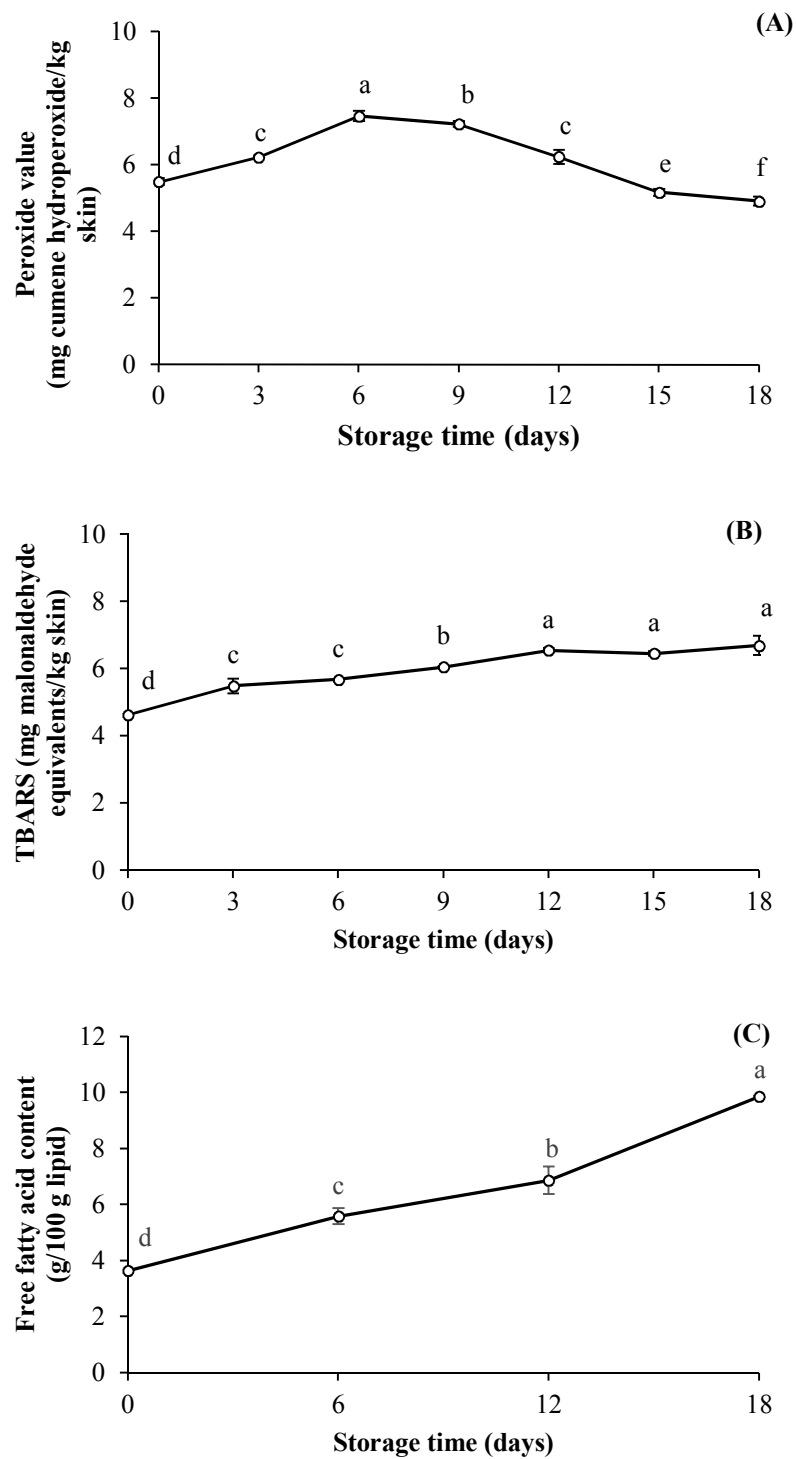 (A)
Peroxide value
(mg cumene hydroperoxide/kg
skin)
10
8
6
4
2
0
d
c
a
b
c
e
f
0 3 6 9 12 15 18
Storage time (days)
(B)
TBARS (mg malonaldehyde
equivalents/kg skin)
10
8
6
4
2
0
d
c
c
b
a
a
a
0 3 6 9 12 15 18
Storage time (days)
(C)
Free fatty acid content
(g/100 g lipid)
12
10
8
6
4
2
0
d
c
b
a
0 6 12 18
Storage time (days)